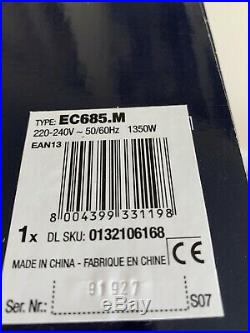 TYPE: EC685.M
220-240V ~ 50/60Hz 1350W
EAN13
8 004399 331198
1x DL SKU: 0132106168
MADE IN CHINA - FABRIQUE EN CHINE CE
91927
Ser. Nr.: S07